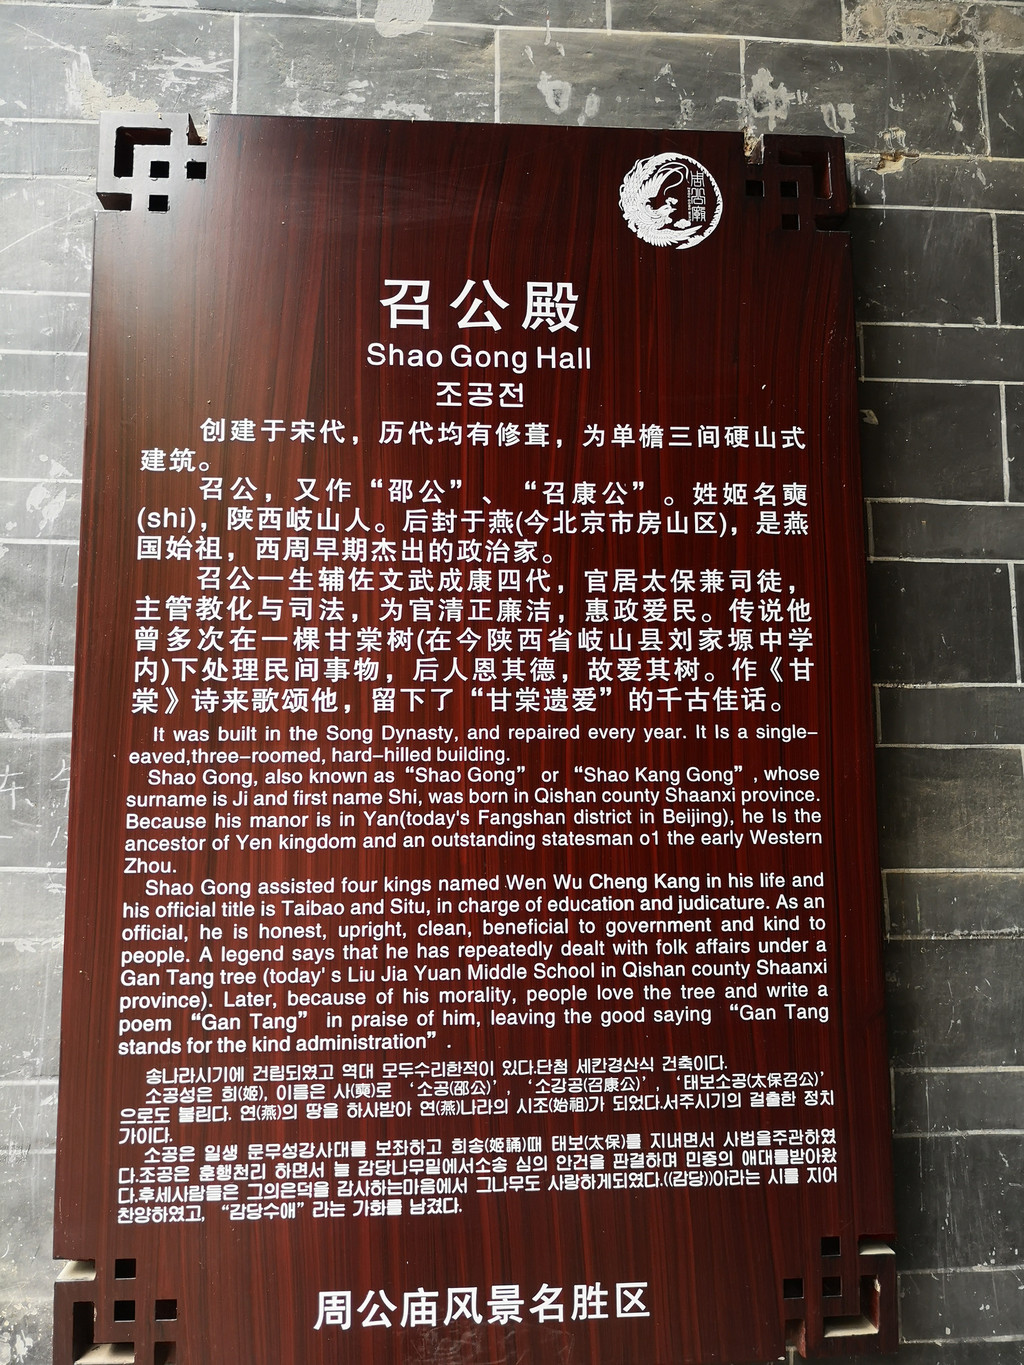 周公廟
召公殿
Shao Gong Hall
조공전
创建于宋代，历代均有修葺，为单檐三间硬山式
建筑。
召公，又作“邵公”、“召康公”。姓姬名奭
(shi)，陕西岐山人。后封于燕(今北京市房山区)，是燕
国始祖，西周早期杰出的政治家。
召公一生辅佐文武成康四代，官居太保兼司徒，
主管教化与司法，为官清正廉洁，惠政爱民。传说他
曾多次在一棵甘棠树(在今陕西省岐山县刘家塬中学
内)下处理民间事物，后人恩其德，故爱其树。作《甘
棠》诗来歌颂他，留下了“甘棠遗爱”的千古佳话。
It was built in the Song Dynasty, and repaired every year. It Is a single-
eaved,three-roomed, hard-hilled building.
Shao Gong, also known as “Shao Gong” or “Shao Kang Gong”, whose
surname is Ji and first name Shi, was born in Qishan county Shaanxi province.
Because his manor is in Yan(today's Fangshan district in Beijing), he Is the
ancestor of Yen kingdom and an outstanding statesman o1 the early Western
Zhou.
Shao Gong assisted four kings named Wen Wu Cheng Kang in his life and
his official title is Taibao and Situ, in charge of education and judicature. As an
official, he is honest, upright, clean, beneficial to government and kind to
people. A legend says that he has repeatedly dealt with folk affairs under a
Gan Tang tree (today' s Liu Jia Yuan Middle School in Qishan county Shaanxi
province). Later, because of his morality, people love the tree and write a
poem “Gan Tang” in praise of him, leaving the good saying “Gan Tang
stands for the kind administration”.
송나라시기에 건립되였고 역대 모두수리한적이 있다.단첨 세칸경산식 건축이다.
소공성은 희(姬), 이름은 사(奭)로 ‘소공(邵公)’, ‘소강공(召康公)’, ‘태보소공(太保召公)’
으로도 불린다. 연(燕)의 땅을 하사받아 연(燕)나라의 시조(始祖)가 되었다.서주시기의 걸출한 정치
가이다.
소공은 일생 문무성강사대를 보좌하고 희송(姬誦)때 태보(太保)를 지내면서 사법을주관하였
다.조공은 훈행천리 하면서 늘 감당나무밑에서소송 심의 안건을 판결하며 민중의 애대를받아왔
다.후세사람들은 그의은덕을 감사하는마음에서 그나무도 사랑하게되였다.((감당))아라는 시를 지어
찬양하였고, “감당수애”라는 가화를 남겼다.
周公庙风景名胜区